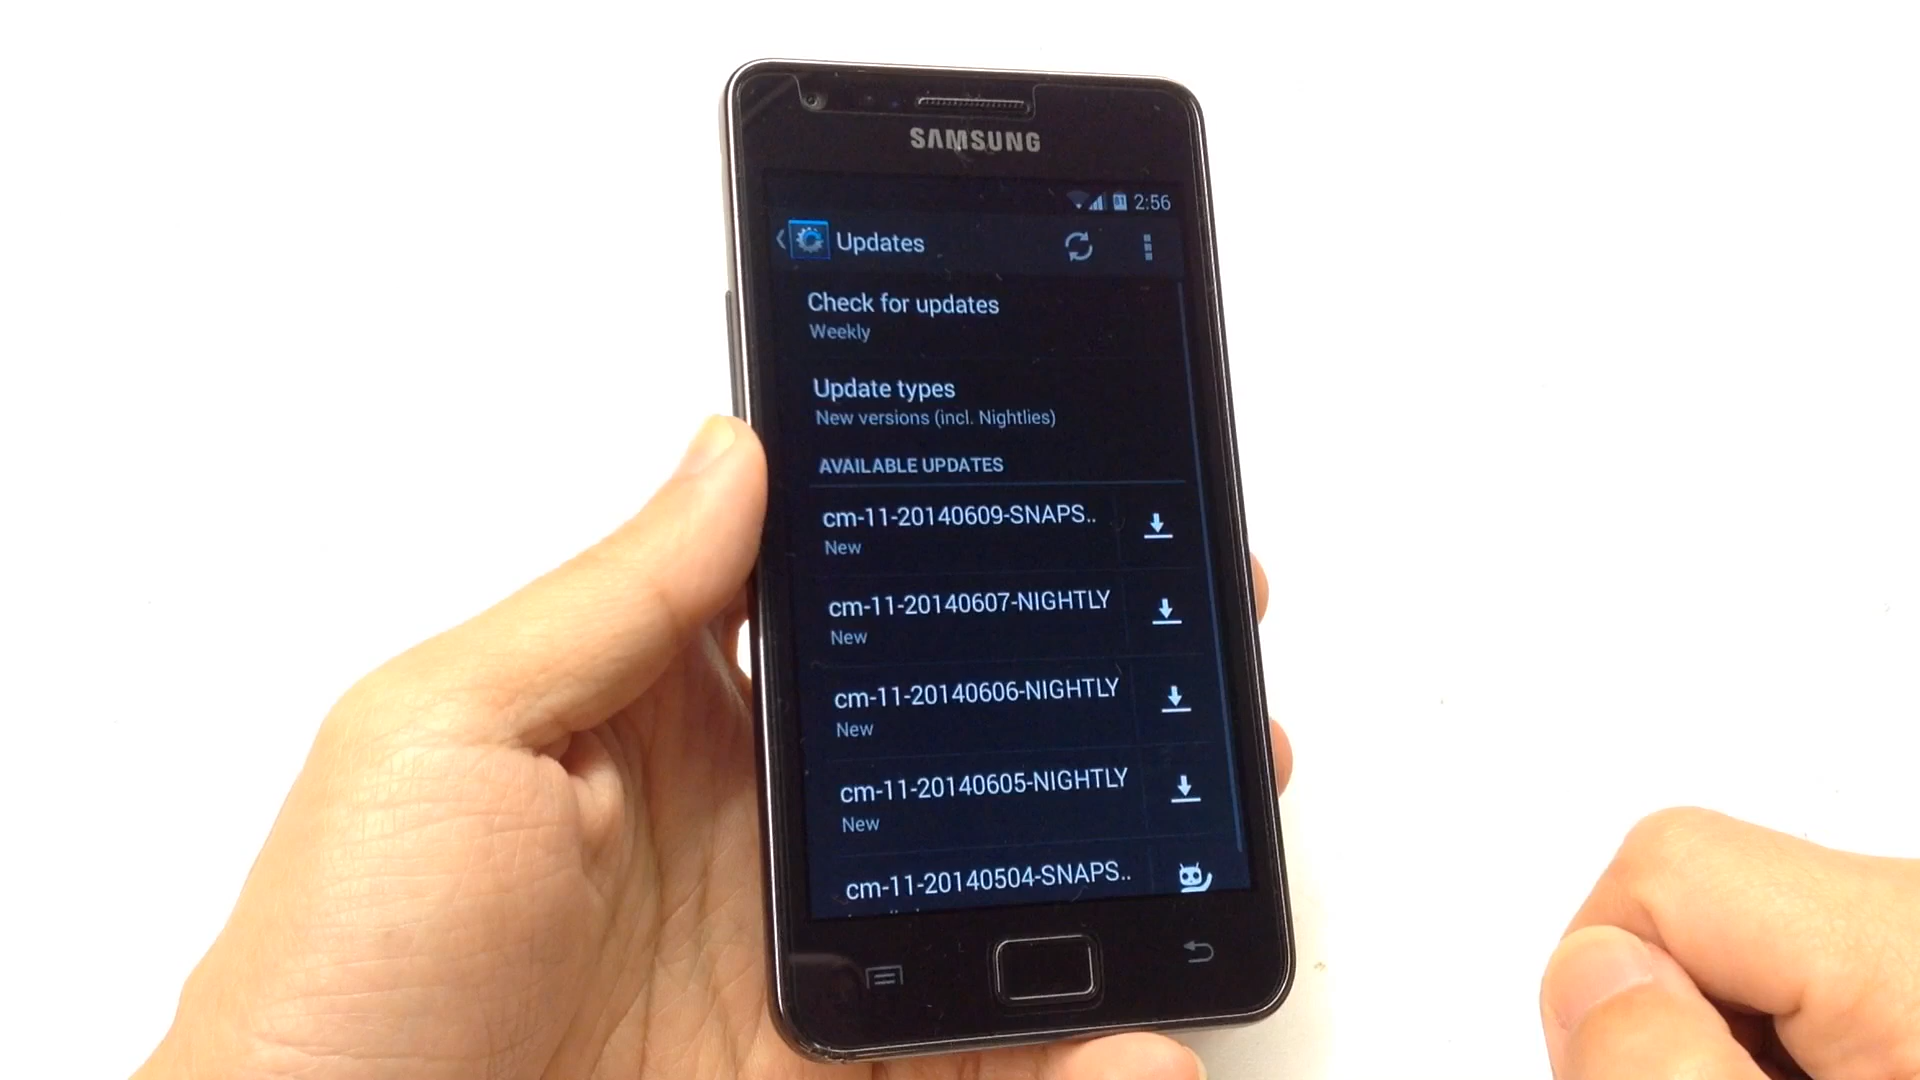 SAMSUNG
2:56
Updates
Check for updates
Weekly
Update types
New versions (incl. Nightlies)
AVAILABLE UPDATES
cm-11-20140609-SNAPS..
New
cm-11-20140607-NIGHTLY
New
cm-11-20140606-NIGHTLY
New
cm-11-20140605-NIGHTLY
New
cm-11-20140504-SNAPS..